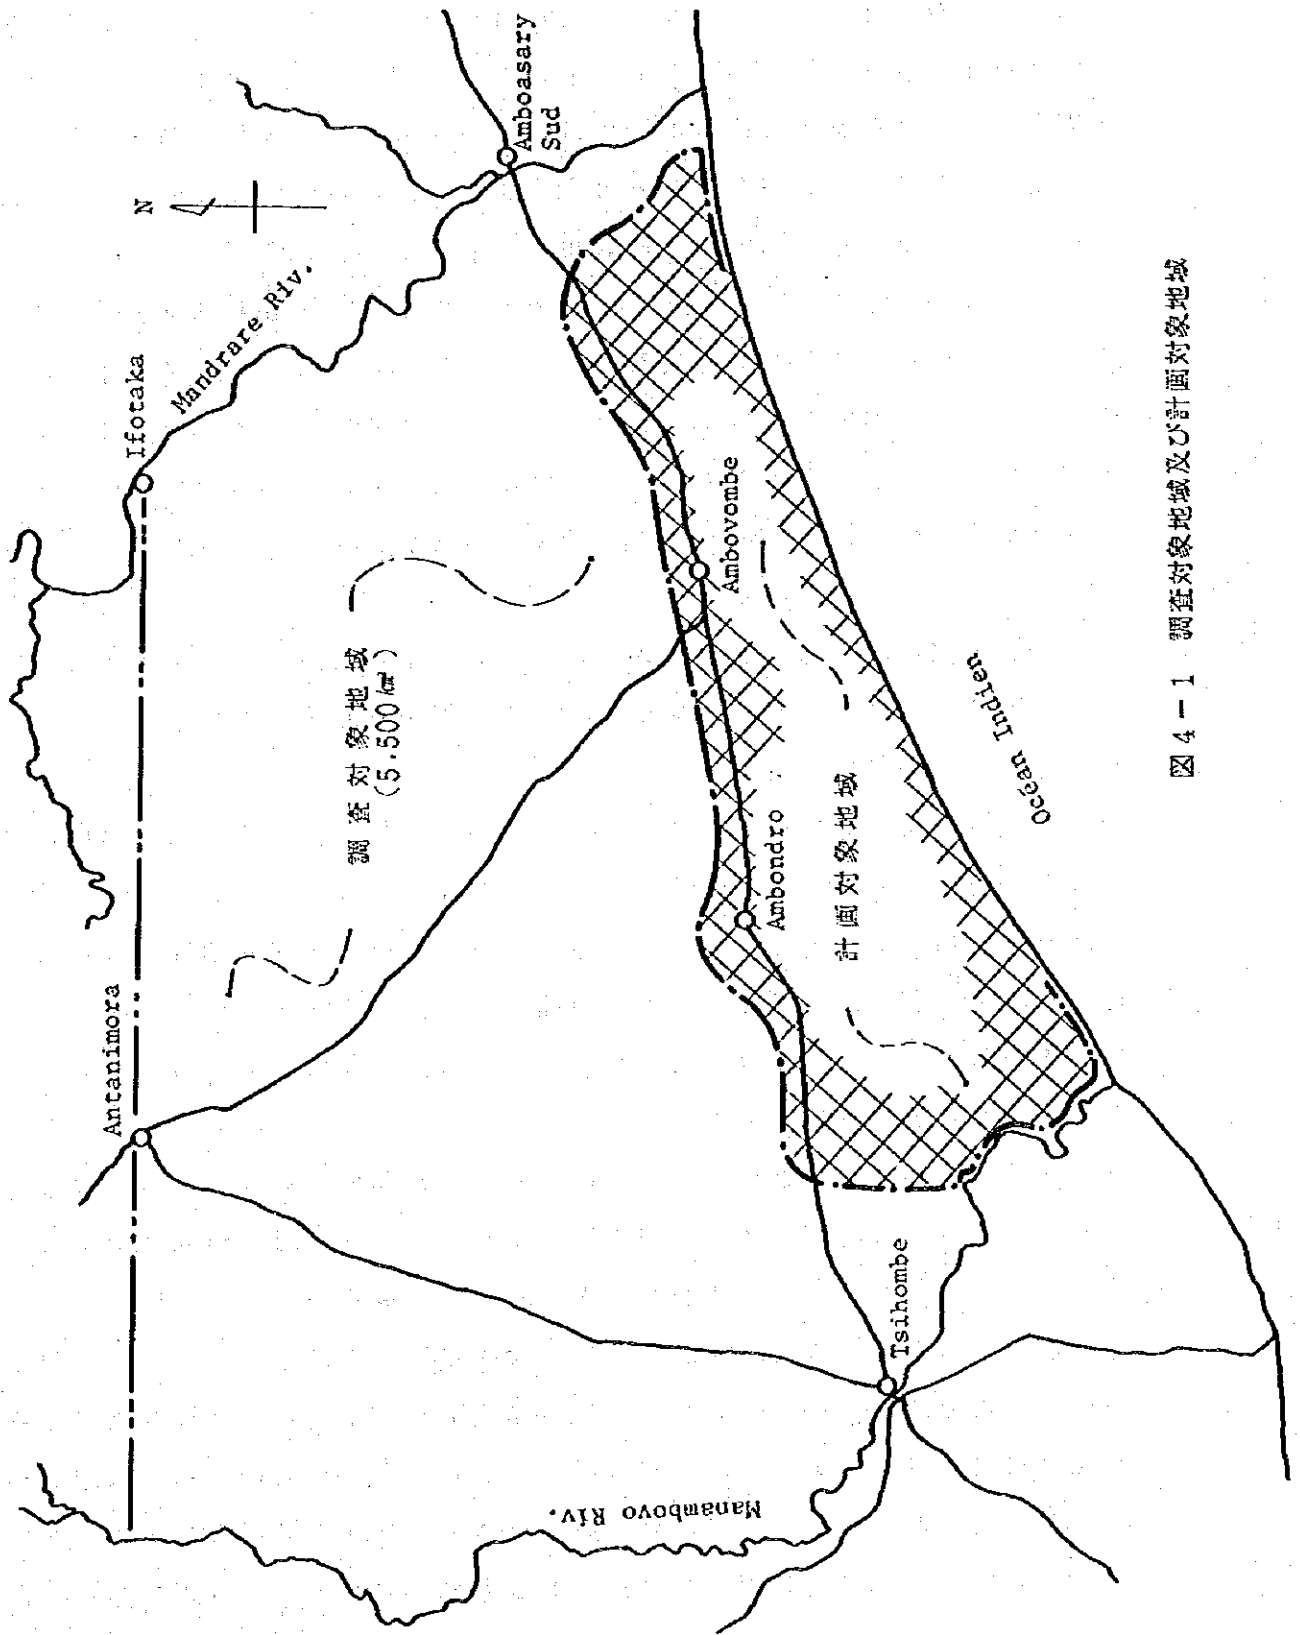 Antanimora
Ifotaka
Mandrare Riv.
N
Amboasary
Sud
調査対象地域
(5.500㎢)
Ambovombe
Ambondro
計画対象地域
Tsihombe
Manambovo Riv.
Océan Indien
図4-1 調査対象地域及び計画対象地域